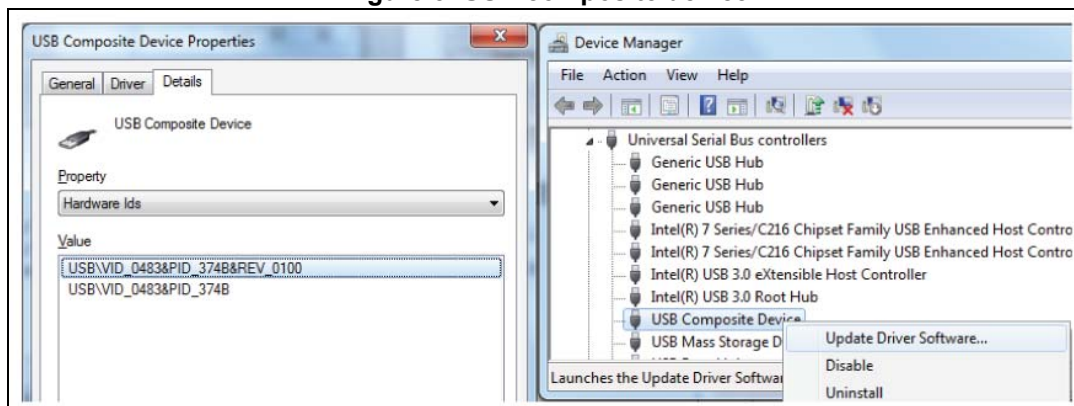 USB Composite Device Properties
General Driver Details
USB Composite Device
Property
Hardware Ids
Value
USB\VID_0483&PID_374B&REV_0100
USB\VID_0483&PID_374B
Device Manager
File Action View Help
Universal Serial Bus controllers
Generic USB Hub
Generic USB Hub
Generic USB Hub
Intel(R) 7 Series/C216 Chipset Family USB Enhanced Host Contro
Intel(R) 7 Series/C216 Chipset Family USB Enhanced Host Contro
Intel(R) USB 3.0 eXtensible Host Controller
Intel(R) USB 3.0 Root Hub
USB Composite Device
USB Mass Storage D
Launches the Update Driver Softwar
Update Driver Software...
Disable
Uninstall